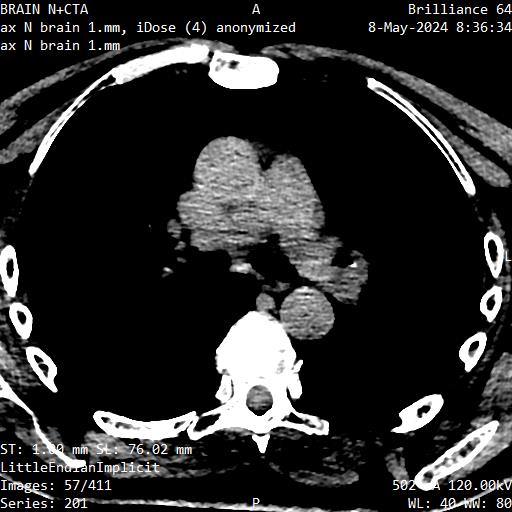 BRAIN N+CTA
A
Brilliance 64
ax N brain 1.mm, iDose (4) anonymized
8-May-2024 8:36:34
ax N brain 1.mm
L
ST: 1.00 mm SL: 76.02 mm
LittleEndianImplicit
Images: 57/411
502 mA 120.00kV
Series: 201
P
WL: 40 WW: 80